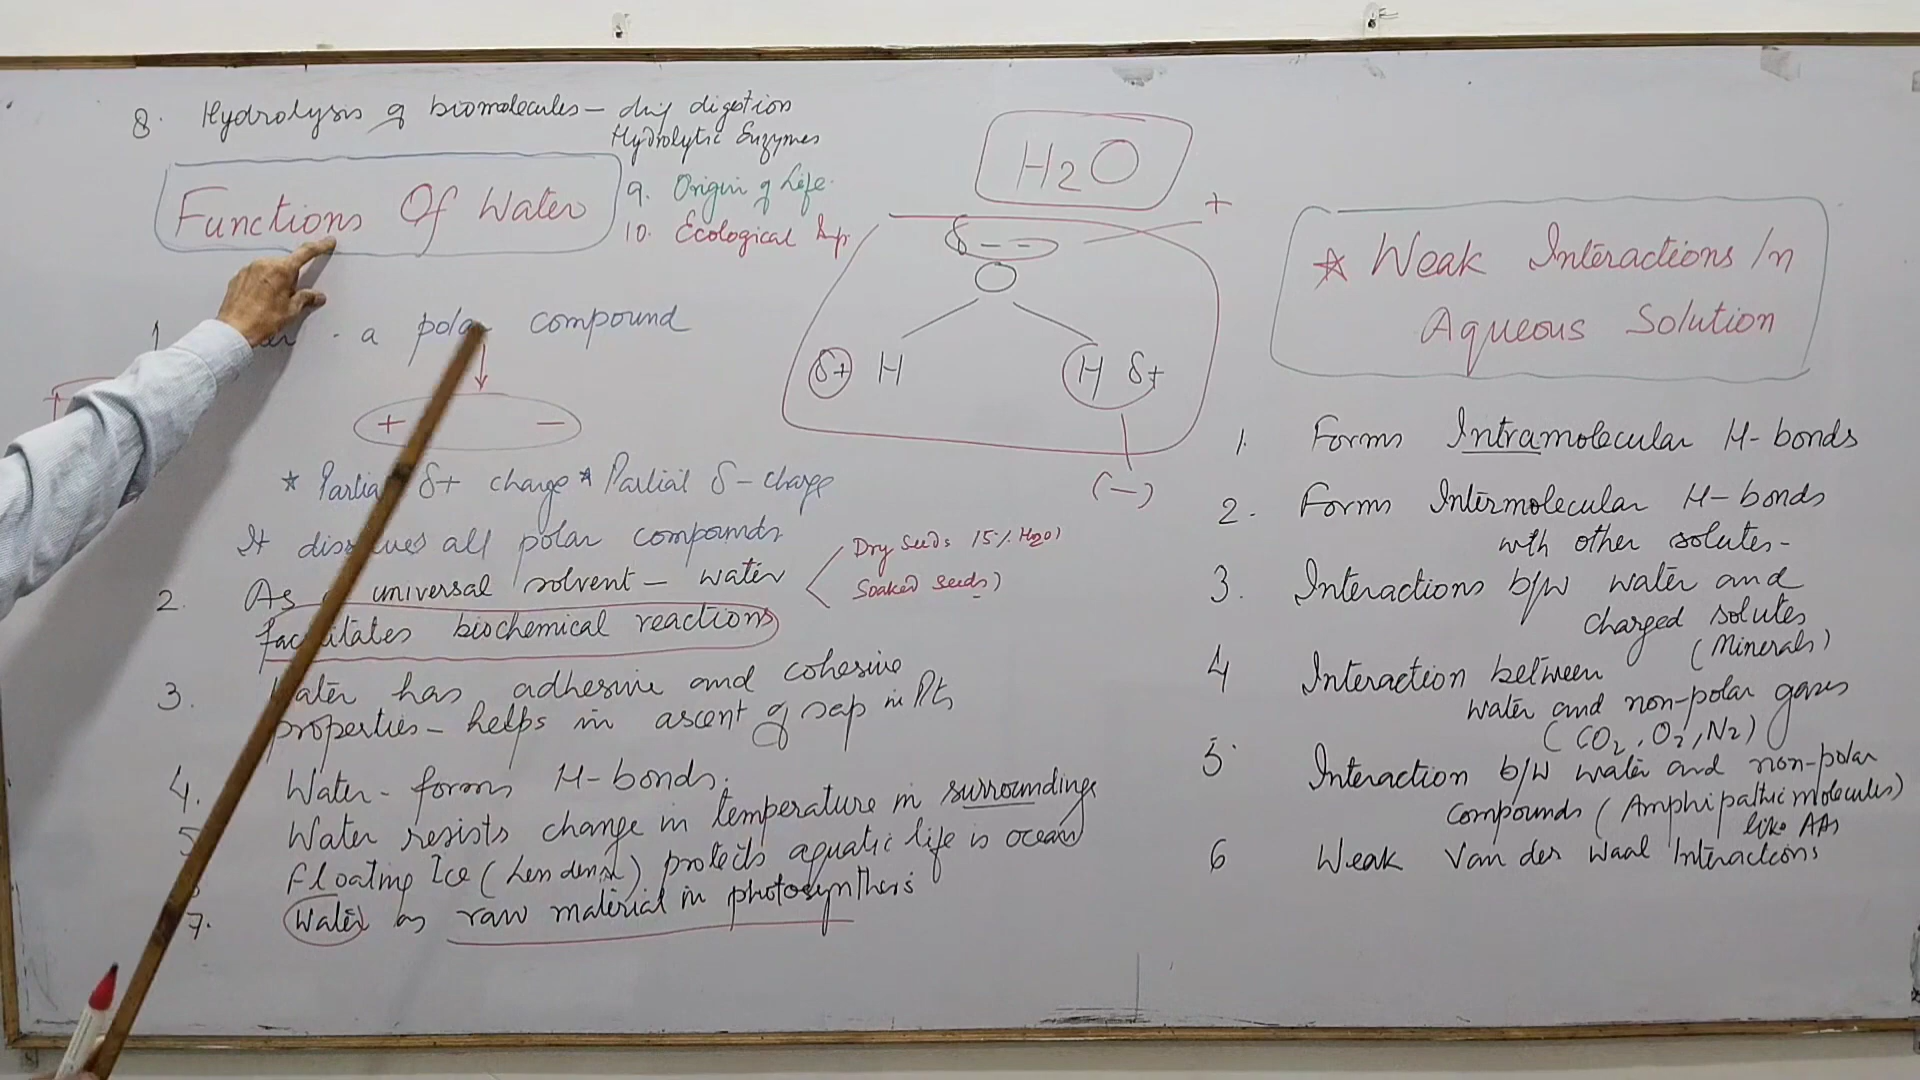 8. Hydrolysis of biomolecules – digestion
Hydrolytic Enzymes
Functions Of Water
9. Origin of Life.
10. Ecological Imp.
1. a polar compound
+ –
* Partial δ+ charge * Partial δ– charge
It dissolves all polar compounds
2. As universal solvent – water
facilitates biochemical reactions
Dry Seeds 15% H2O)
Soaked Seeds)
3. Water has adhesive and cohesive
properties – helps in ascent of sap in Pts
4. Water – forms H-bonds.
5 Water resists change in temperature in surroundings
Floating Ice ( ) protects aquatic life is ocean
7. Water as raw material in photosynthesis
H2O
+
δ – –
O
δ+ H H δ+
(–)
* Weak Interactions in
Aqueous Solution
1. Forms Intramolecular H-bonds
2. Forms Intermolecular H-bonds
with other solutes –
3. Interactions b/w water and
charged solutes
(Minerals)
4 Interaction between
water and non-polar gases
(CO2, O2, N2)
5. Interaction b/w water and non-polar
compounds (Amphipathic molecules)
like AAs
6 Weak Van der Waal Interactions